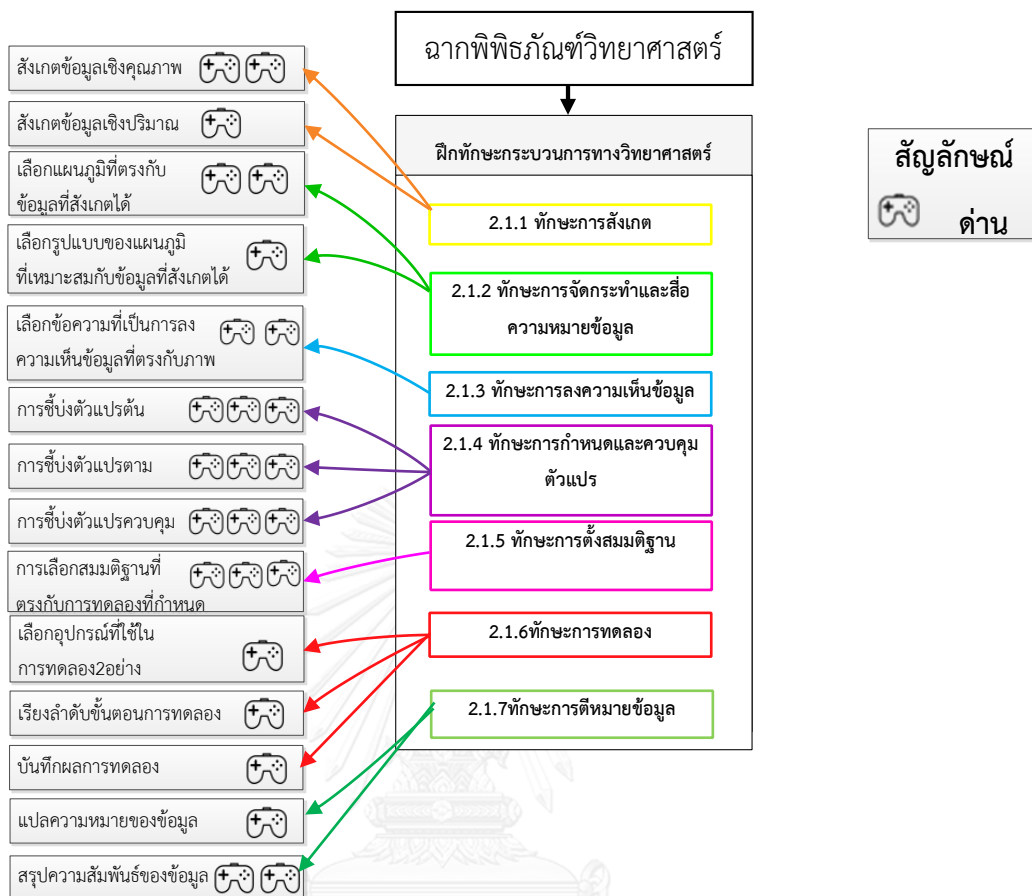 ฉากพิพิธภัณฑ์วิทยาศาสตร์
สังเกตข้อมูลเชิงคุณภาพ
สังเกตข้อมูลเชิงปริมาณ
เลือกแผนภูมิที่ตรงกับ
ข้อมูลที่สังเกตได้
เลือกรูปแบบของแผนภูมิ
ที่เหมาะสมกับข้อมูลที่สังเกตได้
เลือกข้อความที่เป็นการลง
ความเห็นข้อมูลที่ตรงกับภาพ
การชี้บ่งตัวแปรต้น
การชี้บ่งตัวแปรตาม
การชี้บ่งตัวแปรควบคุม
การเลือกสมมติฐานที่
ตรงกับการทดลองที่กำหนด
เลือกอุปกรณ์ที่ใช้ใน
การทดลอง2อย่าง
เรียงลำดับขั้นตอนการทดลอง
บันทึกผลการทดลอง
แปลความหมายของข้อมูล
สรุปความสัมพันธ์ของข้อมูล
ฝึกทักษะกระบวนการทางวิทยาศาสตร์
2.1.1 ทักษะการสังเกต
2.1.2 ทักษะการจัดกระทำและสื่อ
ความหมายข้อมูล
2.1.3 ทักษะการลงความเห็นข้อมูล
2.1.4 ทักษะการกำหนดและควบคุม
ตัวแปร
2.1.5 ทักษะการตั้งสมมติฐาน
2.1.6ทักษะการทดลอง
2.1.7ทักษะการตีหมายข้อมูล
สัญลักษณ์
ด่าน